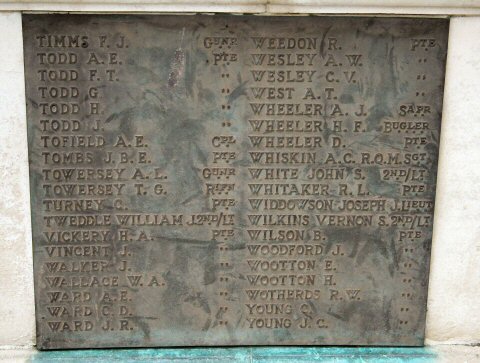 TIMMS F. J. GUNR
TODD A. E. PTE
TODD F. T. "
TODD G. "
TODD H. "
TODD J. "
TOFIELD A. E. CPL
TOMBS J. B. E. PTE
TOWERSEY A. L. GUNR
TOWERSEY T. G. RIFN
TURNEY C. PTE
TWEDDLE WILLIAM J. 2ND/LT
VICKERY H. A. PTE
VINCENT J. "
WALKER J. "
WALLACE W. A. "
WARD A. E. "
WARD C. D. "
WARD J. R. "
WEEDON R. PTE
WESLEY A. W. "
WESLEY C. V. "
WEST A. T. "
WHEELER A. J. SAPR
WHEELER H. F. BUGLER
WHEELER D. PTE
WHISKIN A. C. R.Q.M. SGT
WHITE JOHN S. 2ND/LT
WHITAKER R. L. PTE
WIDDOWSON JOSEPH J. LIEUT
WILKINS VERNON S. 2ND/LT
WILSON B. PTE
WOODFORD J. "
WOOTTON E. "
WOOTTON H. "
WOTHERDS R. W. "
YOUNG C. "
YOUNG J. C. "